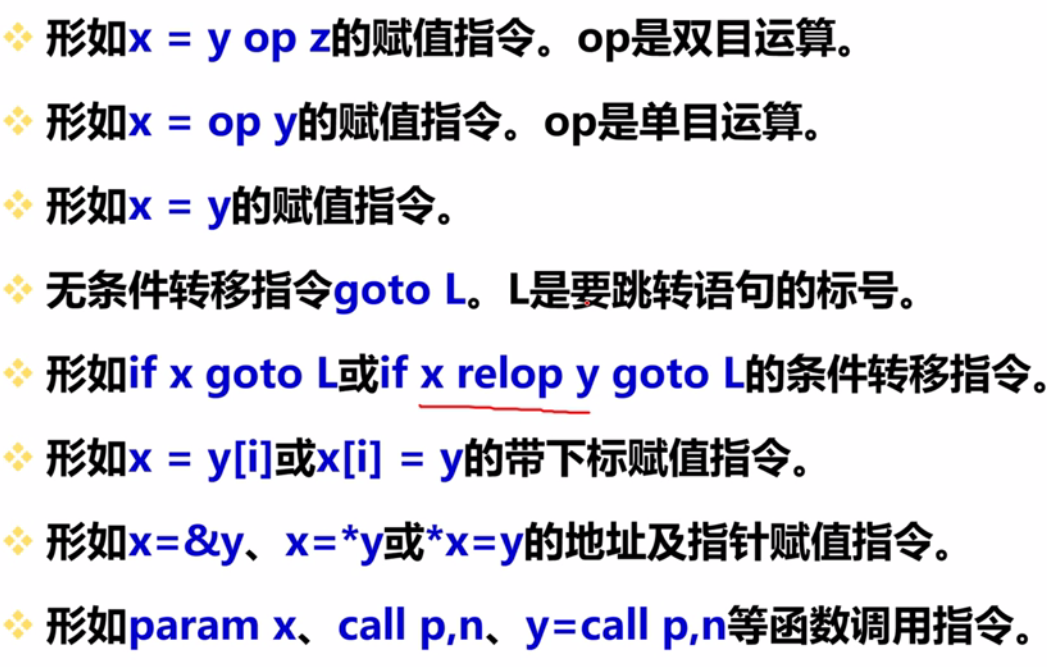 形如x = y op z的赋值指令。op是双目运算。
形如x = op y的赋值指令。op是单目运算。
形如x = y的赋值指令。
无条件转移指令goto L。L是要跳转语句的标号。
形如if x goto L或if x relop y goto L的条件转移指令。
形如x = y[i]或x[i] = y的带下标赋值指令。
形如x=&y、x=*y或*x=y的地址及指针赋值指令。
形如param x、call p,n、y=call p,n等函数调用指令。